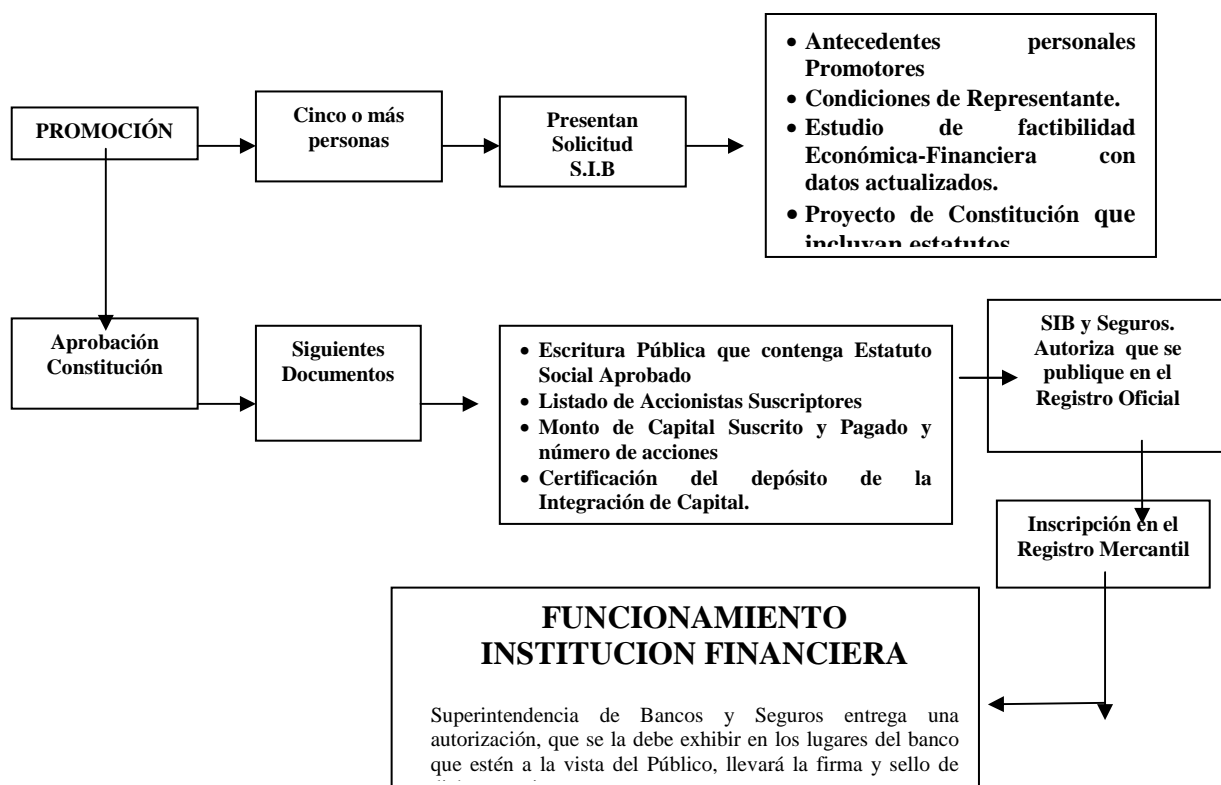 PROMOCIÓN
Cinco o más
personas
Presentan
Solicitud
S.I.B
• Antecedentes personales
Promotores
• Condiciones de Representante.
• Estudio de factibilidad
Económica-Financiera con
datos actualizados.
• Proyecto de Constitución que
incluyan estatutos
Aprobación
Constitución
Siguientes
Documentos
• Escritura Pública que contenga Estatuto
Social Aprobado
• Listado de Accionistas Suscriptores
• Monto de Capital Suscrito y Pagado y
número de acciones
• Certificación del depósito de la
Integración de Capital.
SIB y Seguros.
Autoriza que se
publique en el
Registro Oficial
Inscripción en el
Registro Mercantil
FUNCIONAMIENTO
INSTITUCION FINANCIERA
Superintendencia de Bancos y Seguros entrega una
autorización, que se la debe exhibir en los lugares del banco
que estén a la vista del Público, llevará la firma y sello de